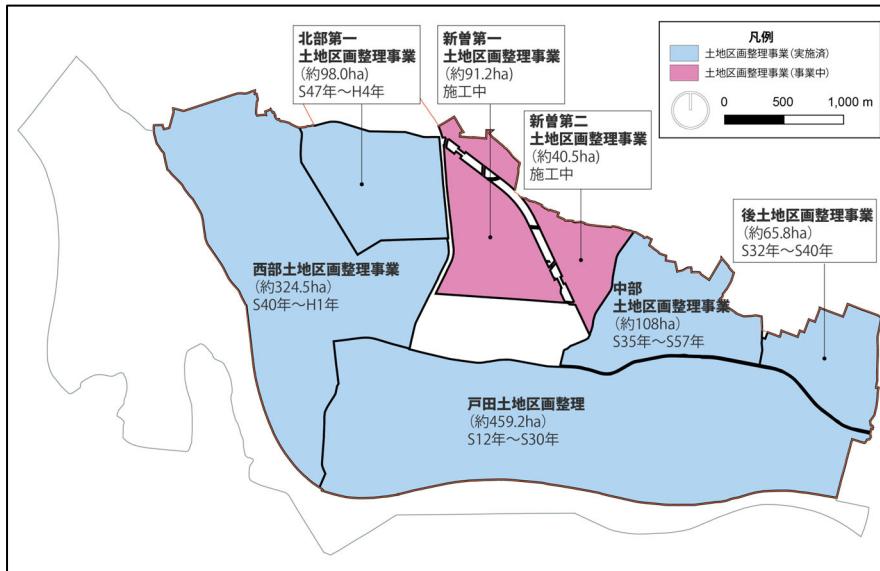 北部第一
土地区画整理事業
(約98.0ha)
S47年～H4年
新曽第一
土地区画整理事業
(約91.2ha)
施工中
新曽第二
土地区画整理事業
(約40.5ha)
施工中
凡例
土地区画整理事業(実施済)
土地区画整理事業(事業中)
0 500 1,000 m
後土地区画整理事業
(約65.8ha)
S32年～S40年
西部土地区画整理事業
(約324.5ha)
S40年～H1年
中部
土地区画整理事業
(約108ha)
S35年～S57年
戸田土地区画整理
(約459.2ha)
S12年～S30年